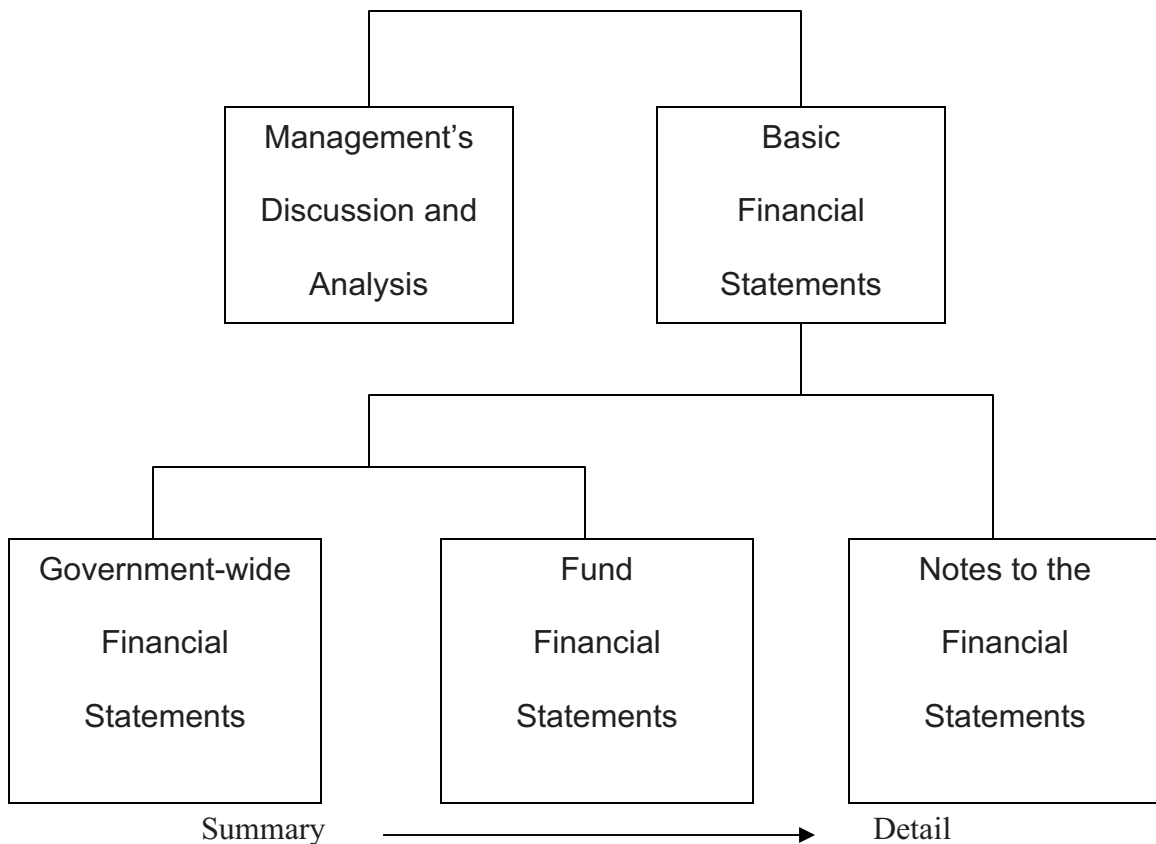 Management’s
Discussion and
Analysis
Basic
Financial
Statements
Government-wide
Financial
Statements
Fund
Financial
Statements
Notes to the
Financial
Statements
Summary
Detail